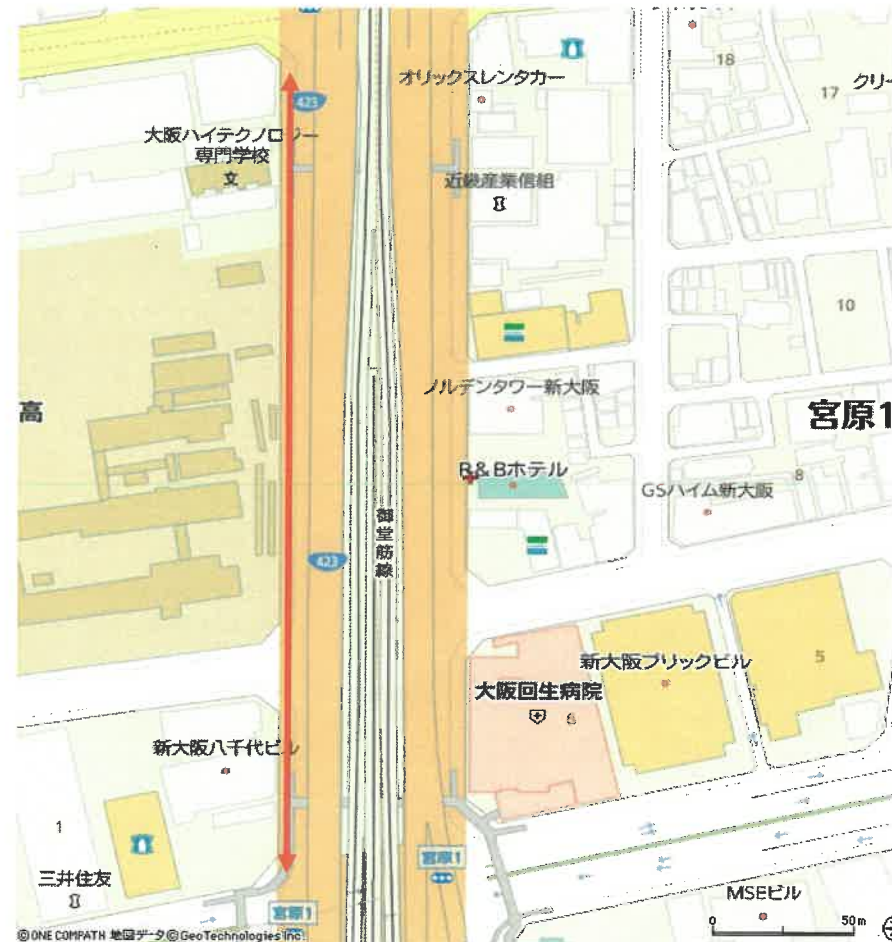 18
オリックスレンタカー
17
クリー
423
大阪ハイテクノロジー
専門学校
文
近畿産業信組
10
ノルデンタワー新大阪
高
宮原1
R&Bホテル
GSハイム新大阪
8
御堂筋線
423
新大阪ブリックビル
5
大阪回生病院
6
新大阪八千代ビル
1
宮原1
三井住友
宮原1
MSEビル
0
50m
©ONE COMPATH 地図データ©GeoTechnologies Inc.